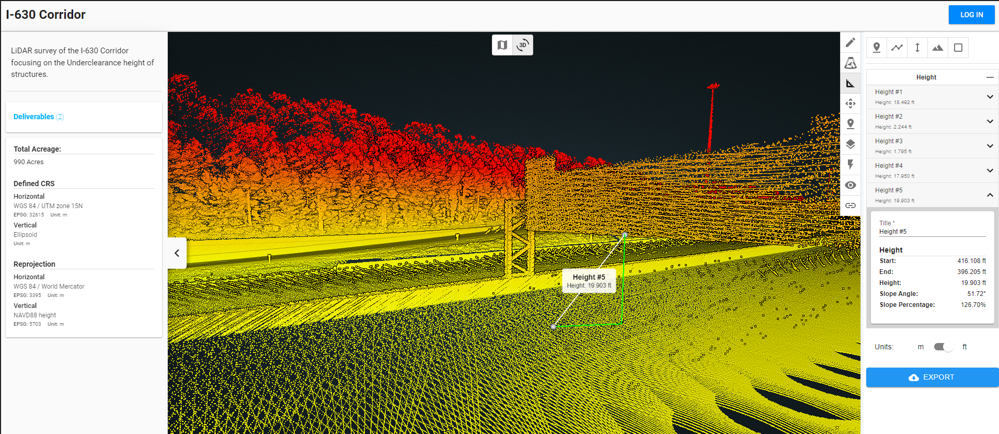 I-630 Corridor
LOG IN
LiDAR survey of the I-630 Corridor
focusing on the Underclearance height of
structures.
Deliverables (2)
Total Acreage:
990 Acres
Defined CRS
Horizontal
WGS 84 / UTM zone 15N
EPSG: 32615 Unit: m
Vertical
Ellipsoid
Unit: m
Reprojection
Horizontal
WGS 84 / World Mercator
EPSG: 3395 Unit: m
Vertical
NAVD88 height
EPSG: 5703 Unit: m
3D
Height #5
Height: 19.903 ft
Height
Height #1
Height: 18.492 ft
Height #2
Height: 2.244 ft
Height #3
Height: 1.795 ft
Height #4
Height: 17.950 ft
Height #5
Height: 19.903 ft
Title *
Height #5
Height
Start: 416.108 ft
End: 396.205 ft
Height: 19.903 ft
Slope Angle: 51.72°
Slope Percentage: 126.70%
Units: m ft
EXPORT